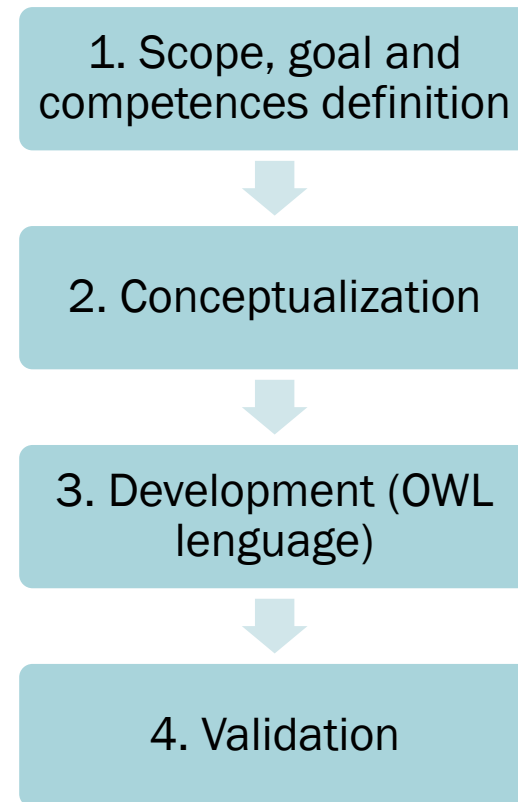 1. Scope, goal and
competences definition
2. Conceptualization
3. Development (OWL
lenguage)
4. Validation